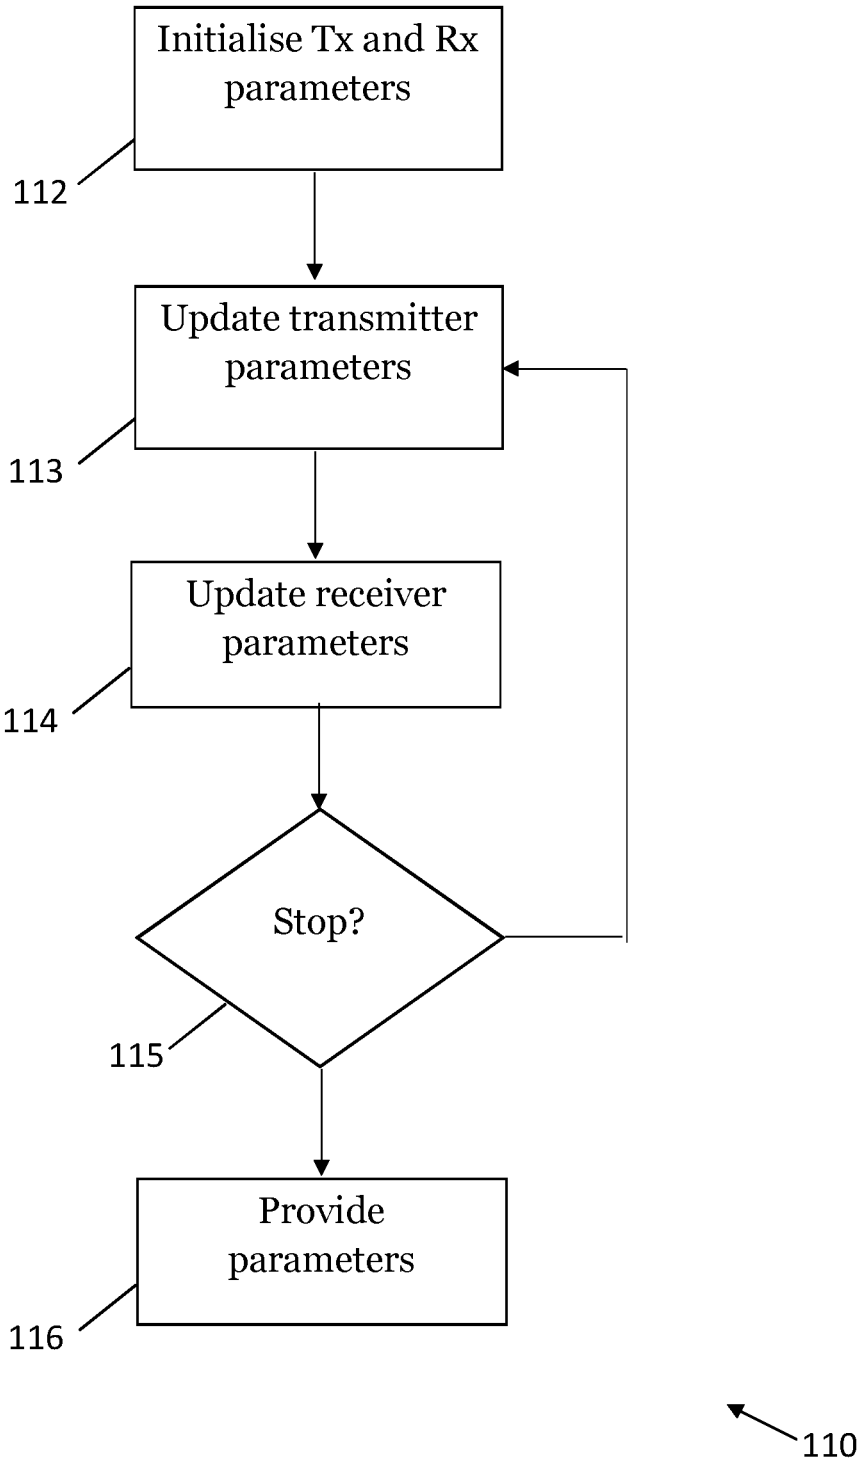 Initialise Tx and Rx
parameters
112
Update transmitter
parameters
113
Update receiver
parameters
114
Stop?
115
Provide
parameters
116
110